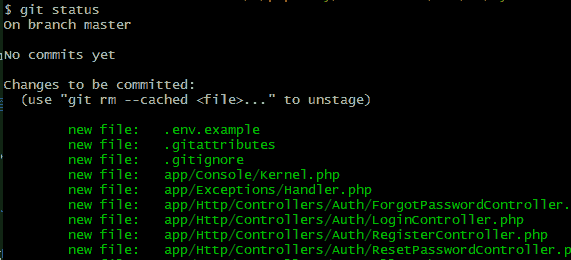 $ git status
On branch master
No commits yet
Changes to be committed:
(use "git rm --cached <file>..." to unstage)
new file: .env.example
new file: .gitattributes
new file: .gitignore
new file: app/Console/Kernel.php
new file: app/Exceptions/Handler.php
new file: app/Http/Controllers/Auth/ForgotPasswordController.
new file: app/Http/Controllers/Auth/LoginController.php
new file: app/Http/Controllers/Auth/RegisterController.php
new file: app/Http/Controllers/Auth/ResetPasswordController.p